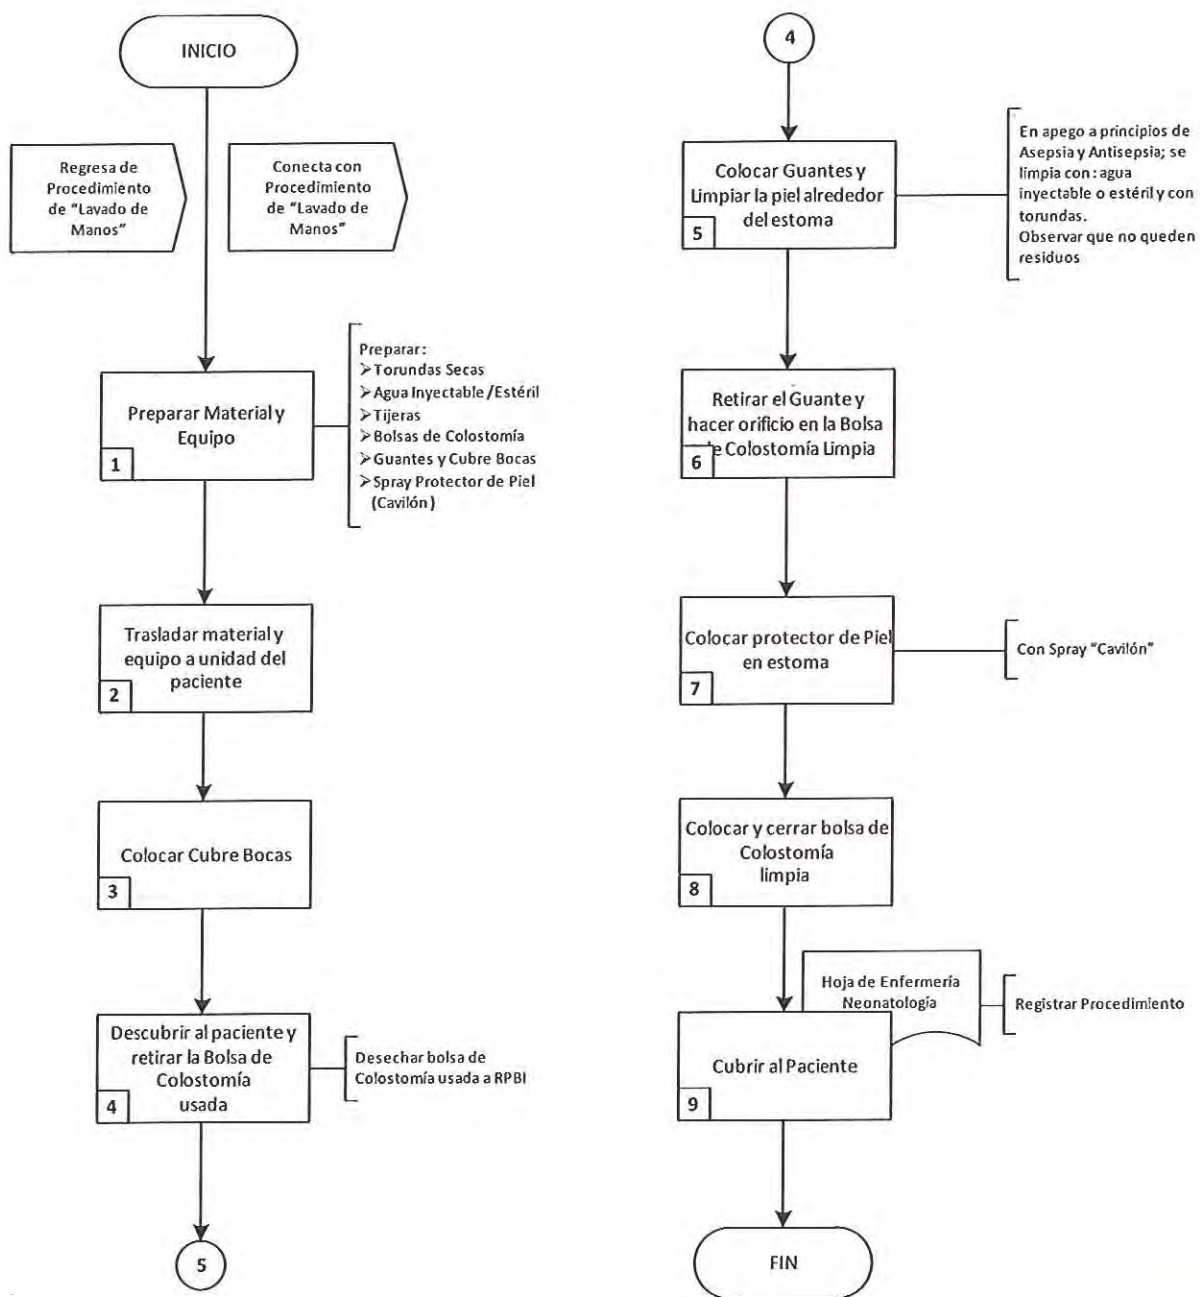 INICIO
Regresa de
Procedimiento
de "Lavado de
Manos"
Conecta con
Procedimiento
de "Lavado de
Manos"
Preparar Material y
Equipo
1
Preparar:
➢Torundas Secas
➢Agua Inyectable/Estéril
➢Tijeras
➢Bolsas de Colostomía
➢Guantes y Cubre Bocas
➢Spray Protector de Piel
(Cavilón)
Trasladar material y
equipo a unidad del
paciente
2
Colocar Cubre Bocas
3
Descubrir al paciente y
retirar la Bolsa de
Colostomía
usada
4
Desechar bolsa de
Colostomía usada a RPBI
5
4
Colocar Guantes y
Limpiar la piel alrededor
del estoma
5
En apego a principios de
Asepsia y Antisepsia; se
limpia con: agua
inyectable o estéril y con
torundas.
Observar que no queden
residuos
Retirar el Guante y
hacer orificio en la Bolsa
de Colostomía Limpia
6
Colocar protector de Piel
en estoma
7
Con Spray "Cavilón"
Colocar y cerrar bolsa de
Colostomía
limpia
8
Hoja de Enfermería
Neonatología
Registrar Procedimiento
Cubrir al Paciente
9
FIN